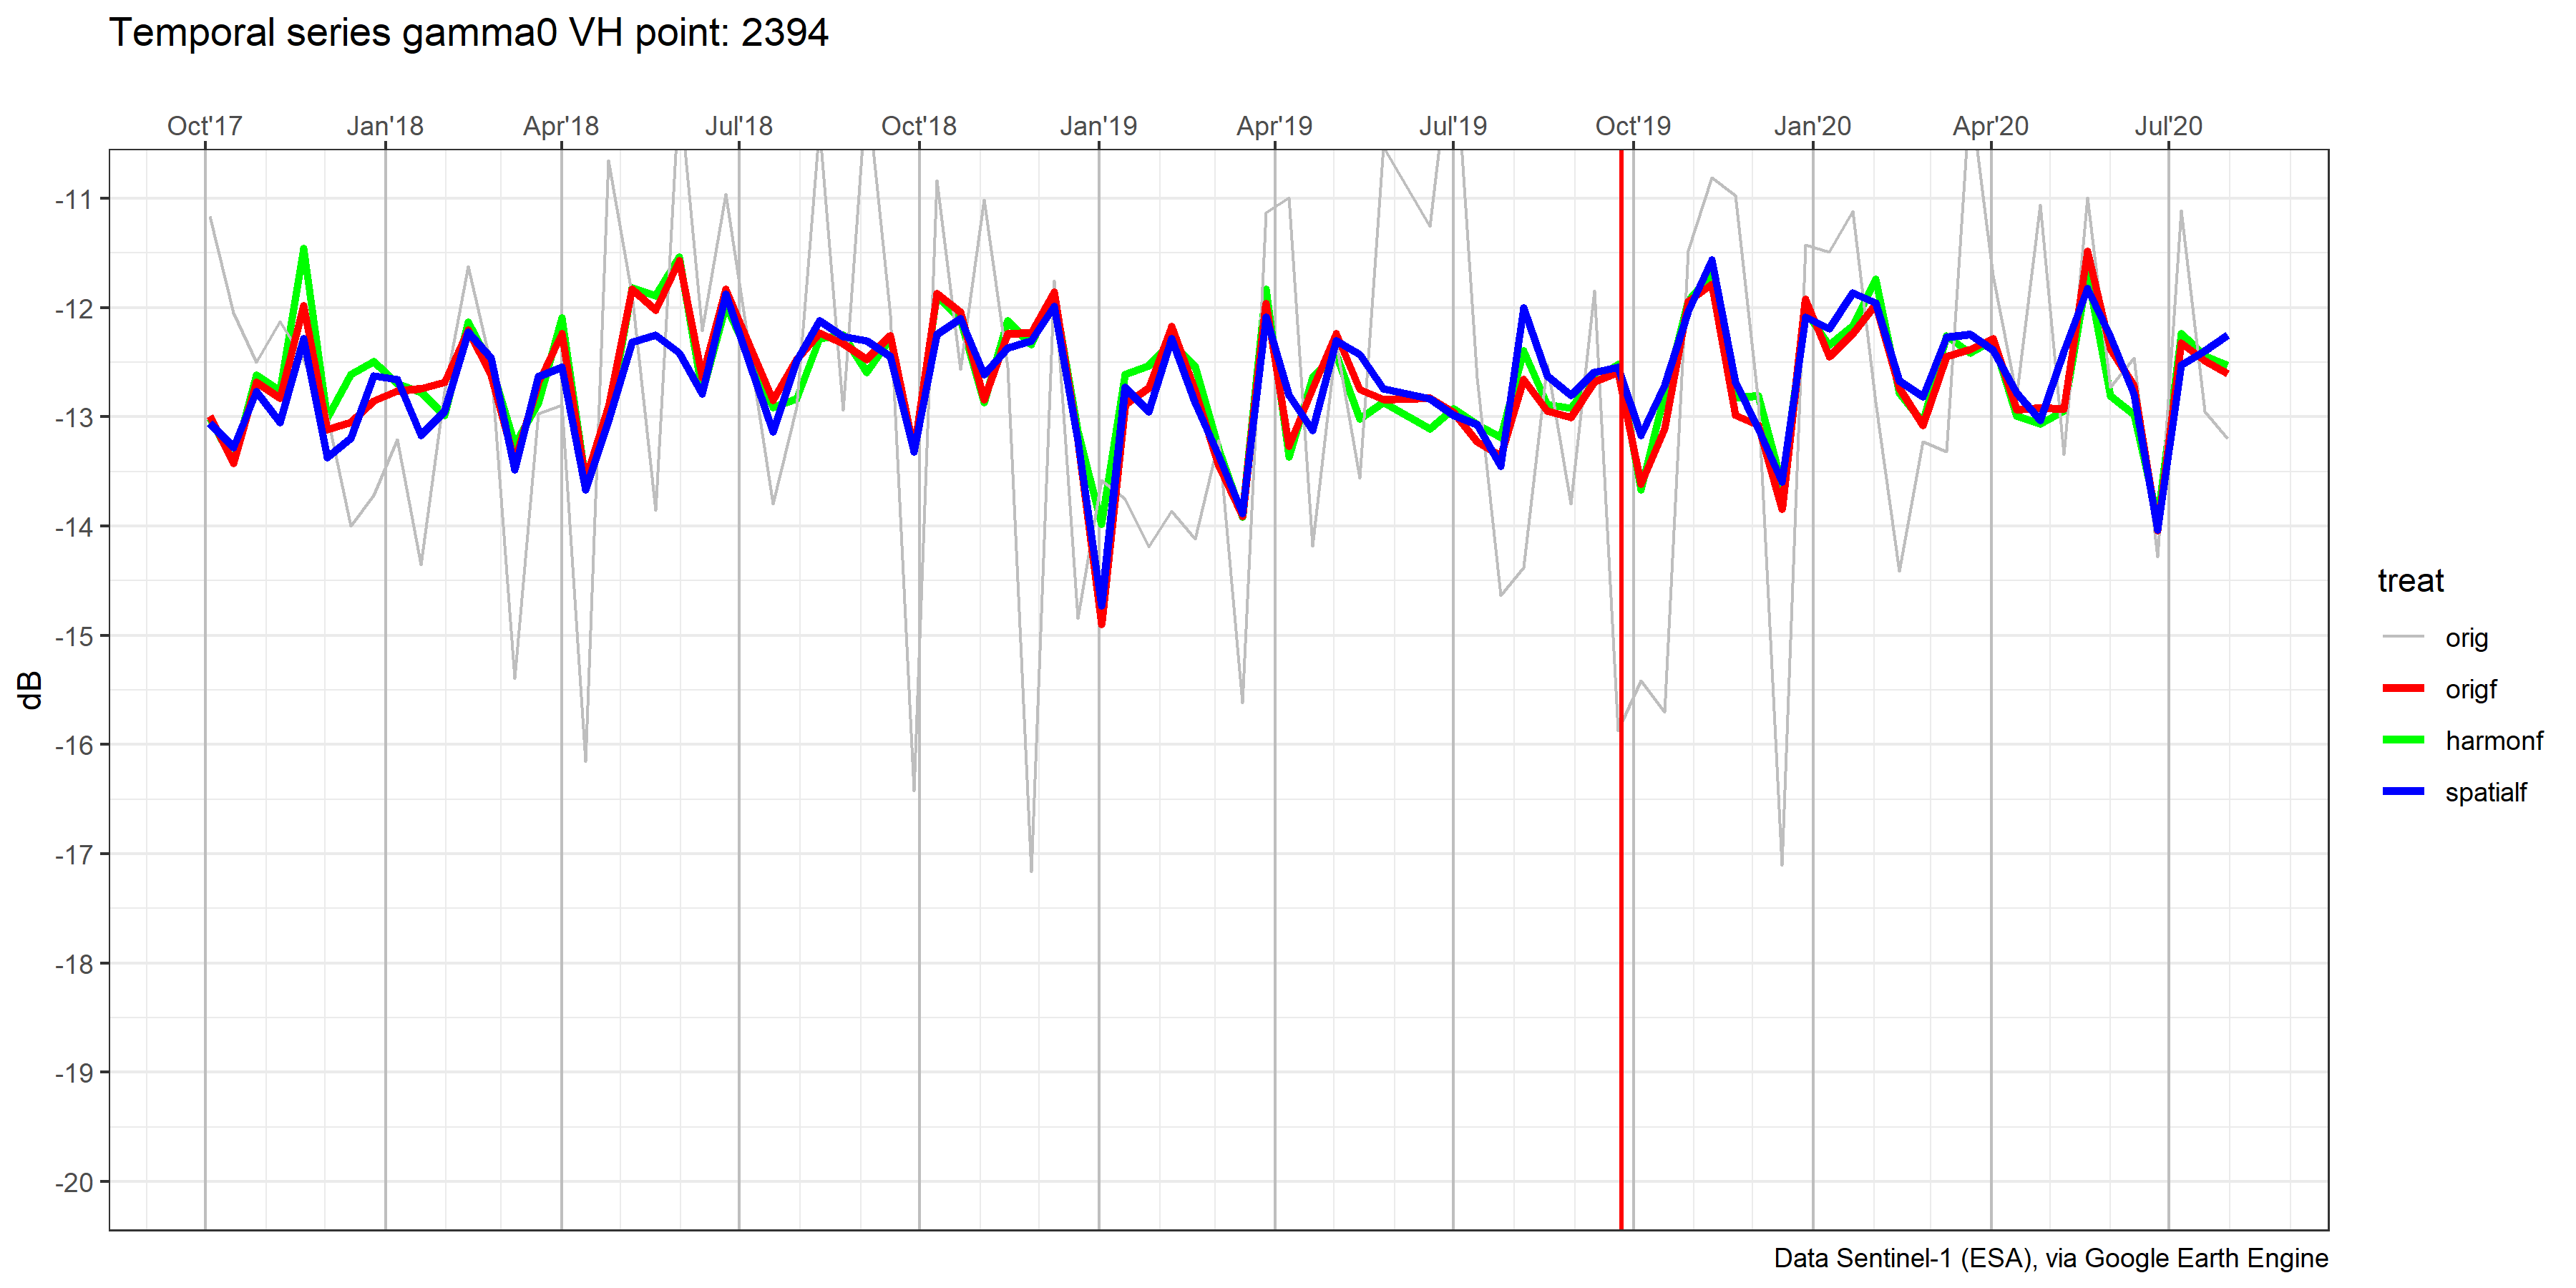 Temporal series gamma0 VH point: 2394
Oct'17 Jan'18 Apr'18 Jul'18 Oct'18 Jan'19 Apr'19 Jul'19 Oct'19 Jan'20 Apr'20 Jul'20
-11
-12
-13
-14
-15
-16
-17
-18
-19
-20
dB
treat
orig
origf
harmonf
spatialf
Data Sentinel-1 (ESA), via Google Earth Engine